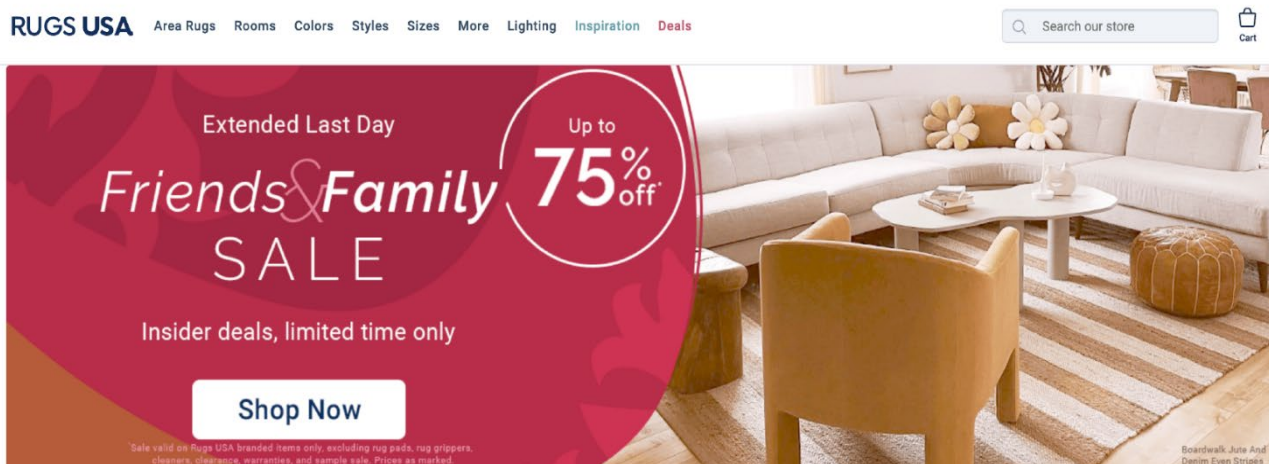 RUGS USA Area Rugs Rooms Colors Styles Sizes More Lighting Inspiration Deals Search our store
Cart
Extended Last Day
Friends & Family
SALE
Up to
75% off*
Insider deals, limited time only
Shop Now
*Sale valid on Rugs USA branded items only, excluding rug pads, rug grippers,
cleaners, clearance, warranties, and sample sale. Prices as marked.
Boardwalk Jute And
Denim Even Stripes